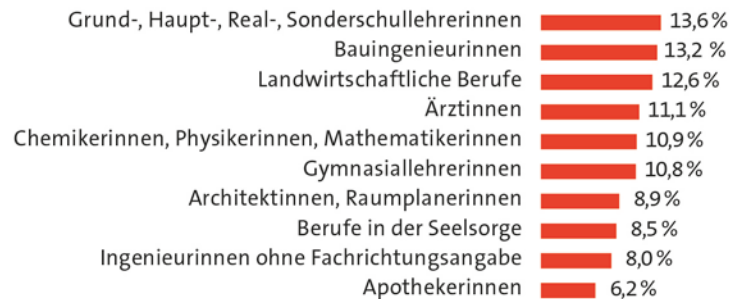 Grund-, Haupt-, Real-, Sonderschullehrerinnen 13,6 %
Bauingenieurinnen 13,2 %
Landwirtschaftliche Berufe 12,6 %
Ärztinnen 11,1 %
Chemikerinnen, Physikerinnen, Mathematikerinnen 10,9 %
Gymnasiallehrerinnen 10,8 %
Architektinnen, Raumplanerinnen 8,9 %
Berufe in der Seelsorge 8,5 %
Ingenieurinnen ohne Fachrichtungsangabe 8,0 %
Apothekerinnen 6,2 %